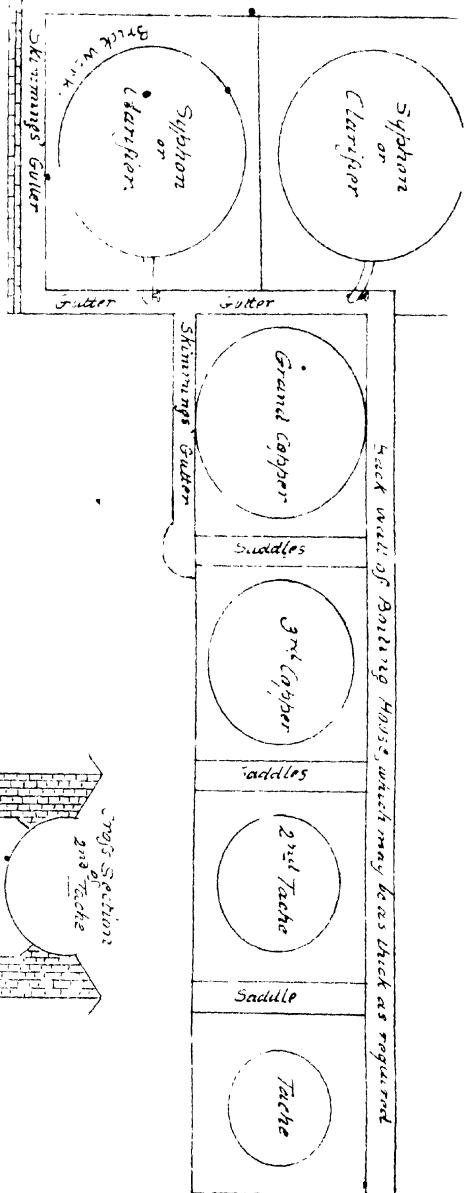 Syphon
or
Clarifier
Syphon
or
Clarifier.
Brick Work.
Skimmings Gutter
Gutter
Gutter
Skimmings Gutter
Grand Copper
Saddles
3rd Copper
Saddles
2nd Tache
Saddle
Tache
Back wall of Boiling House, which may be as thick as required
Cross Section
of
2nd Tache